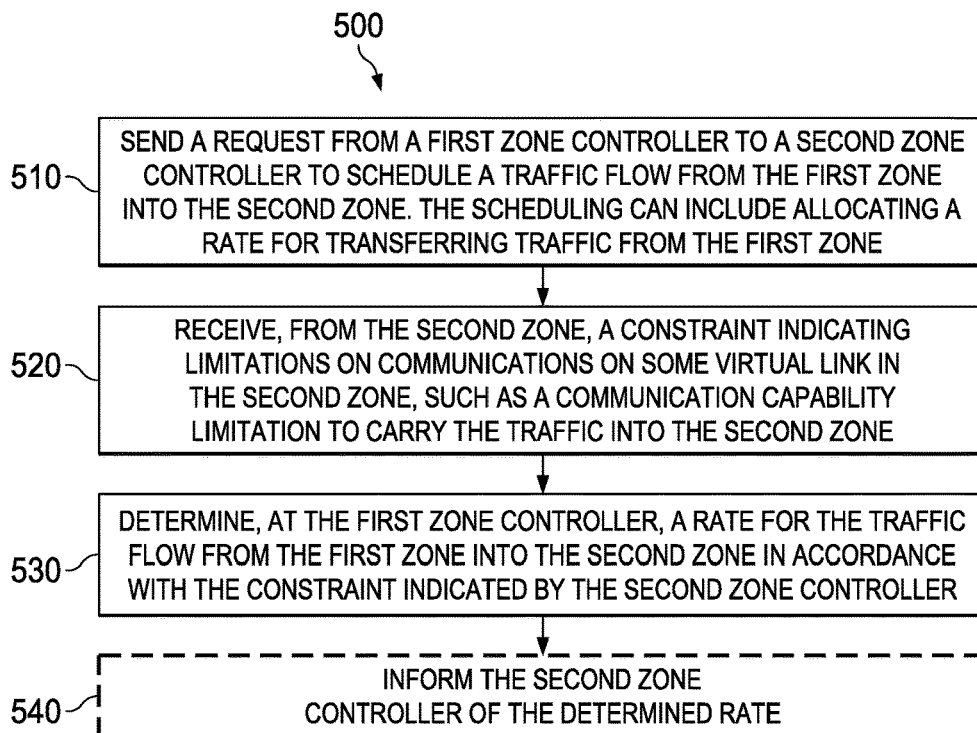 500
510
SEND A REQUEST FROM A FIRST ZONE CONTROLLER TO A SECOND ZONE
CONTROLLER TO SCHEDULE A TRAFFIC FLOW FROM THE FIRST ZONE
INTO THE SECOND ZONE. THE SCHEDULING CAN INCLUDE ALLOCATING A
RATE FOR TRANSFERRING TRAFFIC FROM THE FIRST ZONE
520
RECEIVE, FROM THE SECOND ZONE, A CONSTRAINT INDICATING
LIMITATIONS ON COMMUNICATIONS ON SOME VIRTUAL LINK IN
THE SECOND ZONE, SUCH AS A COMMUNICATION CAPABILITY
LIMITATION TO CARRY THE TRAFFIC INTO THE SECOND ZONE
530
DETERMINE, AT THE FIRST ZONE CONTROLLER, A RATE FOR THE TRAFFIC
FLOW FROM THE FIRST ZONE INTO THE SECOND ZONE IN ACCORDANCE
WITH THE CONSTRAINT INDICATED BY THE SECOND ZONE CONTROLLER
540
INFORM THE SECOND ZONE
CONTROLLER OF THE DETERMINED RATE